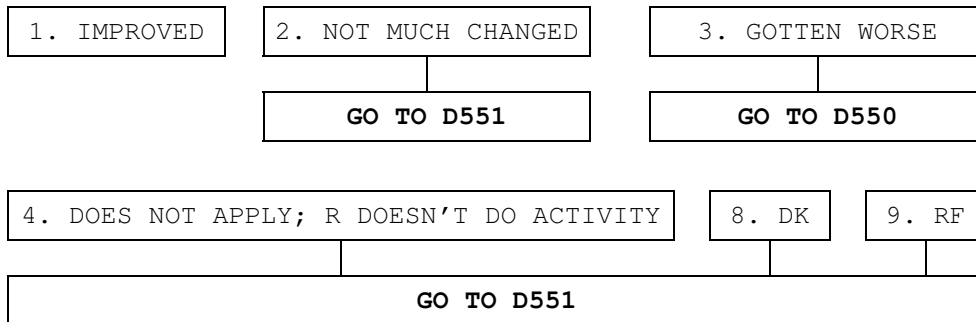 1. IMPROVED 2. NOT MUCH CHANGED 3. GOTTEN WORSE
GO TO D551 GO TO D550
4. DOES NOT APPLY; R DOESN'T DO ACTIVITY 8. DK 9. RF
GO TO D551